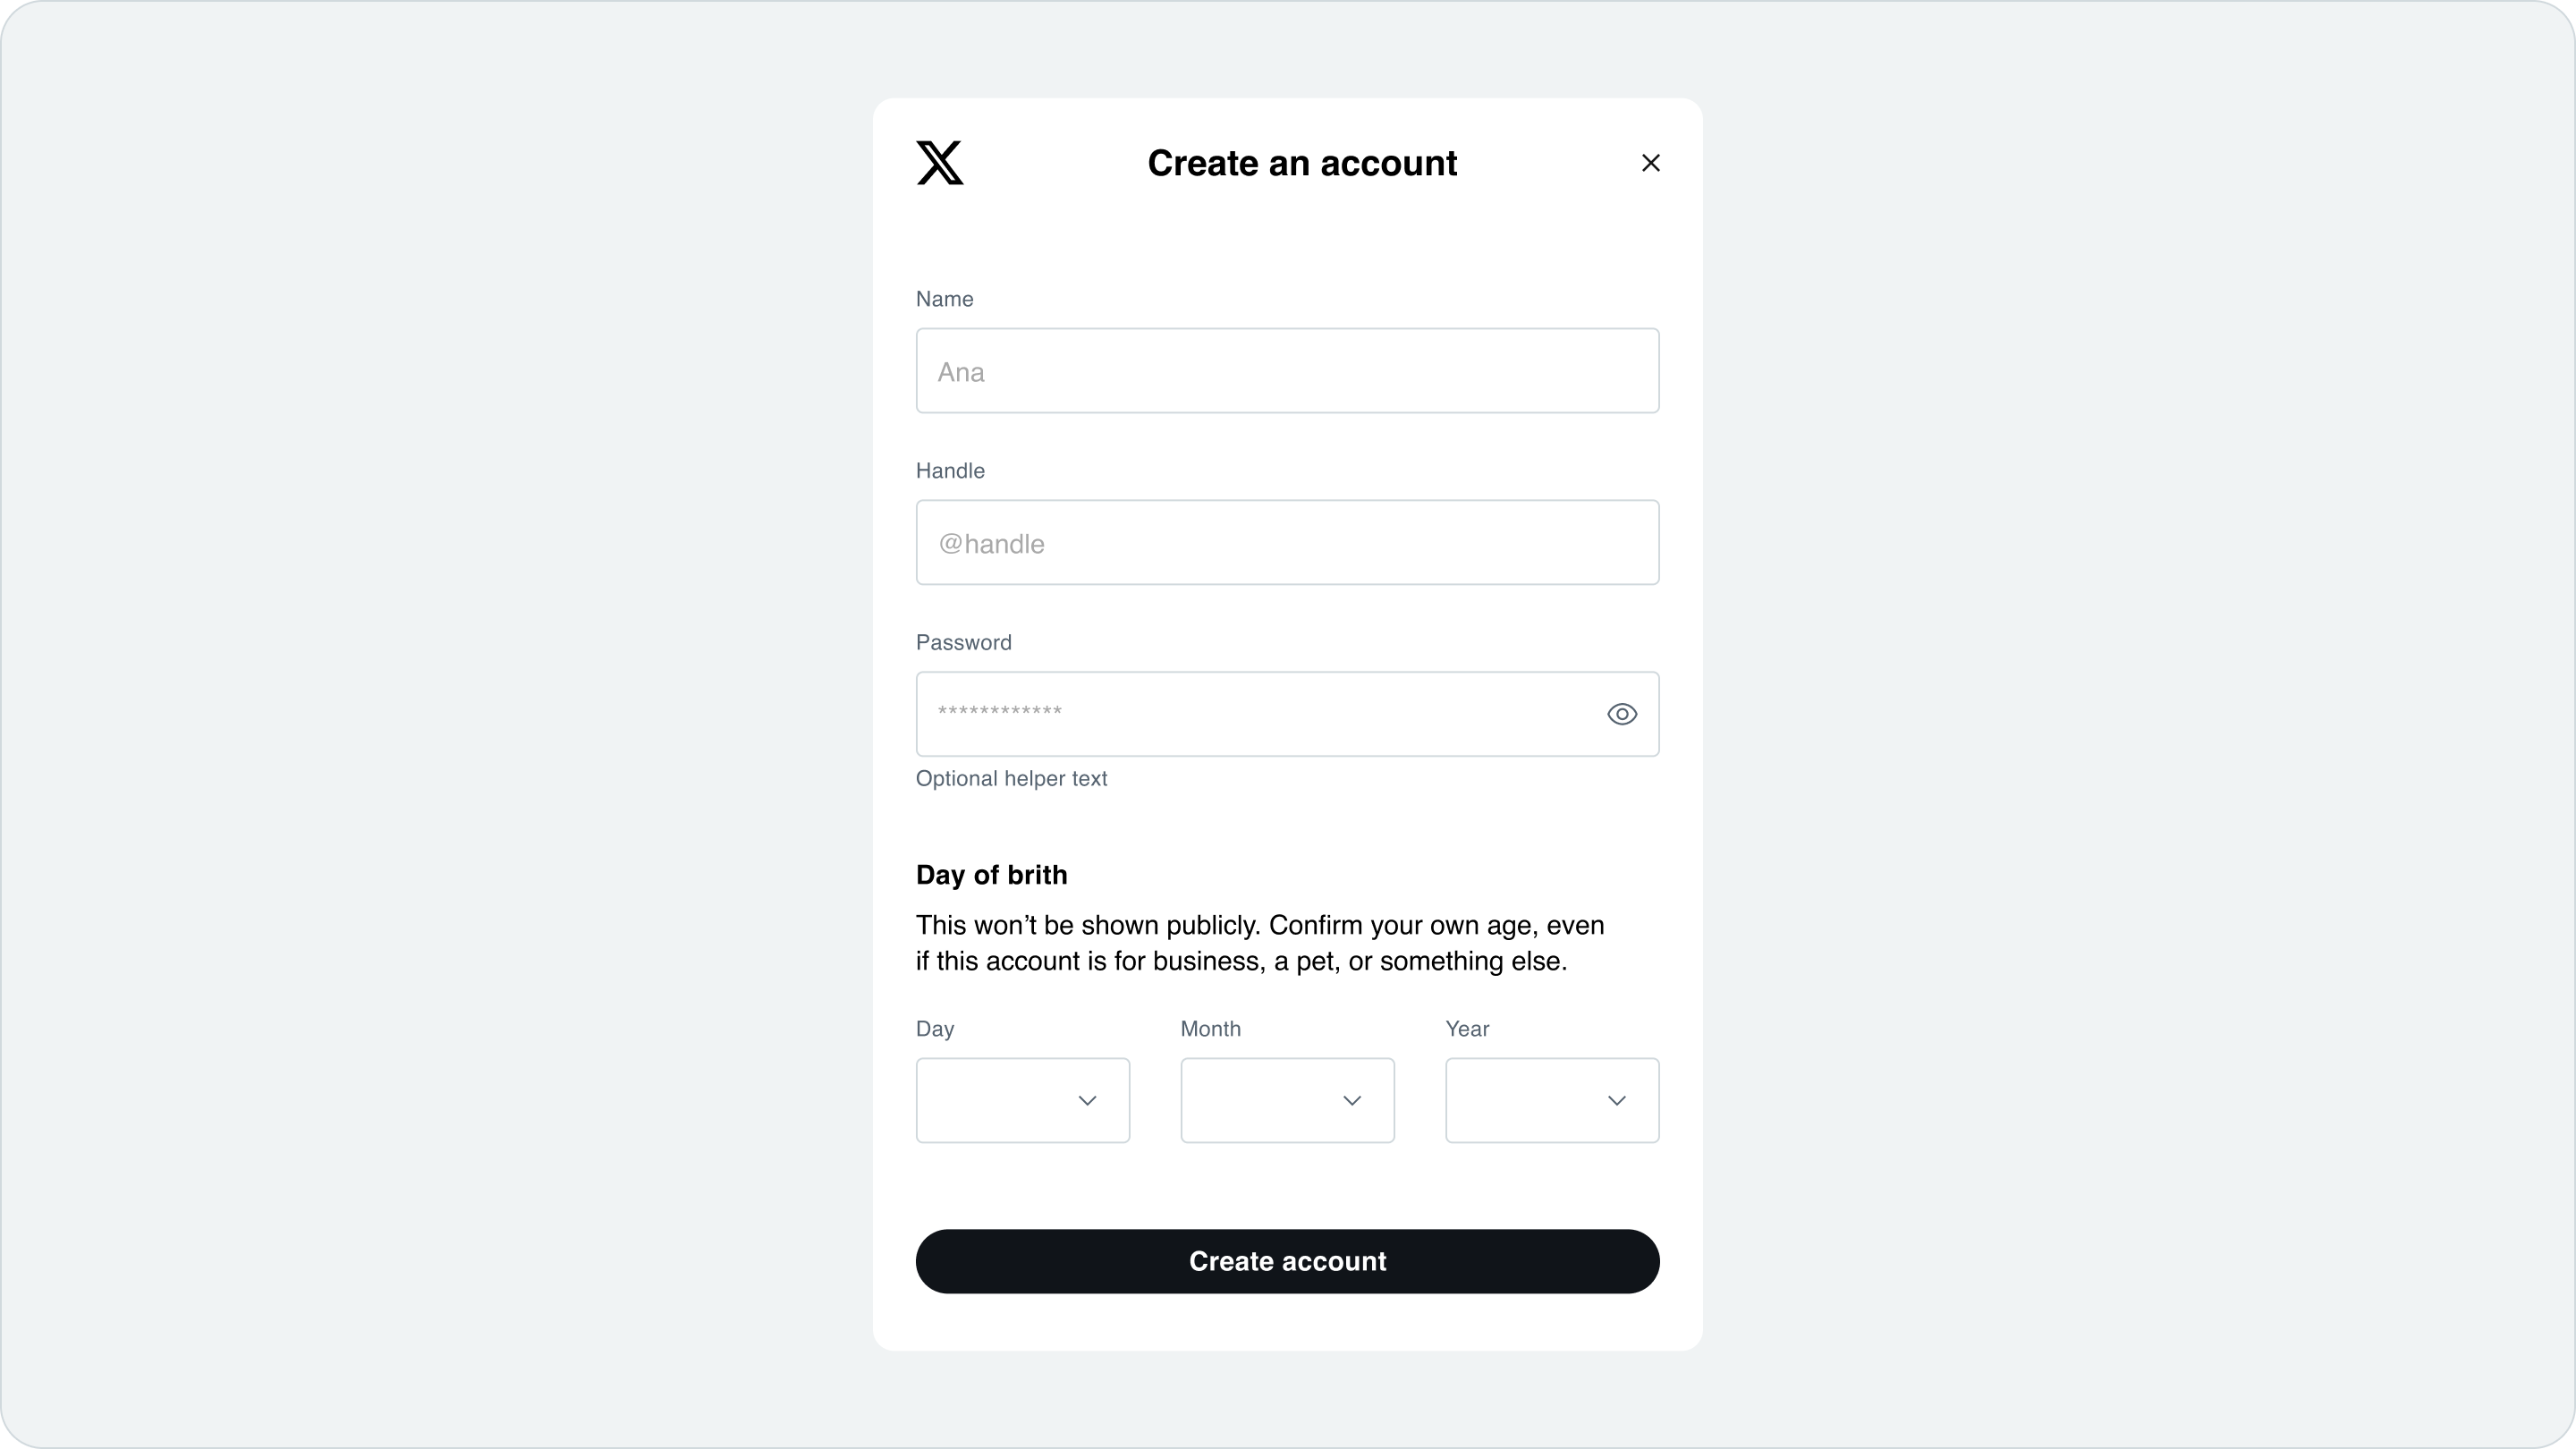 Create an account
Name
Ana
Handle
@handle
Password
************
Optional helper text
Day of brith
This won’t be shown publicly. Confirm your own age, even
if this account is for business, a pet, or something else.
Day Month Year
Create account